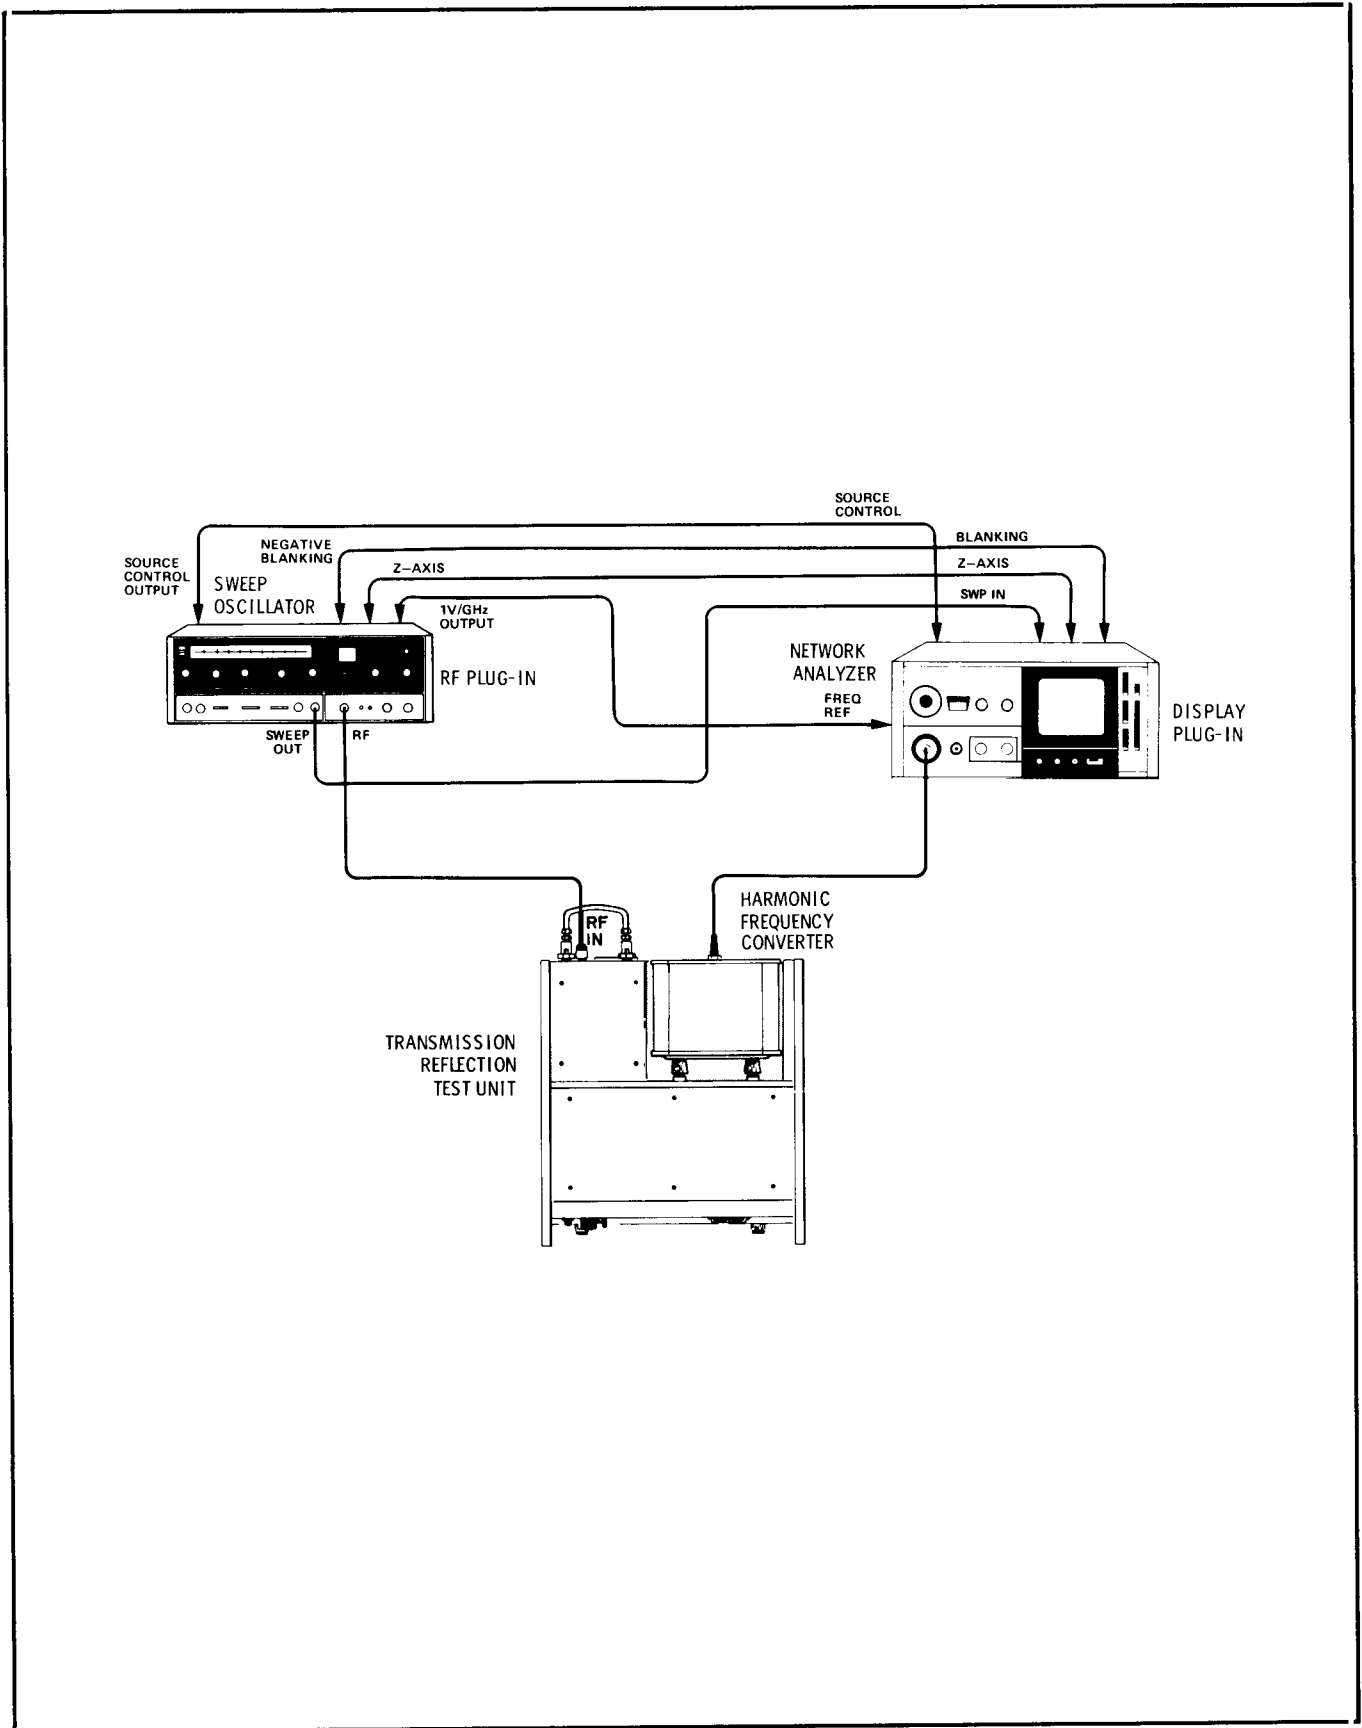 SOURCE
CONTROL
NEGATIVE
BLANKING
BLANKING
SOURCE
CONTROL
OUTPUT
Z-AXIS
Z-AXIS
SWEEP
OSCILLATOR
1V/GHz
OUTPUT
SWP IN
NETWORK
ANALYZER
RF PLUG-IN
FREQ
REF
DISPLAY
PLUG-IN
SWEEP
OUT
RF
HARMONIC
FREQUENCY
CONVERTER
RF
IN
TRANSMISSION
REFLECTION
TEST UNIT